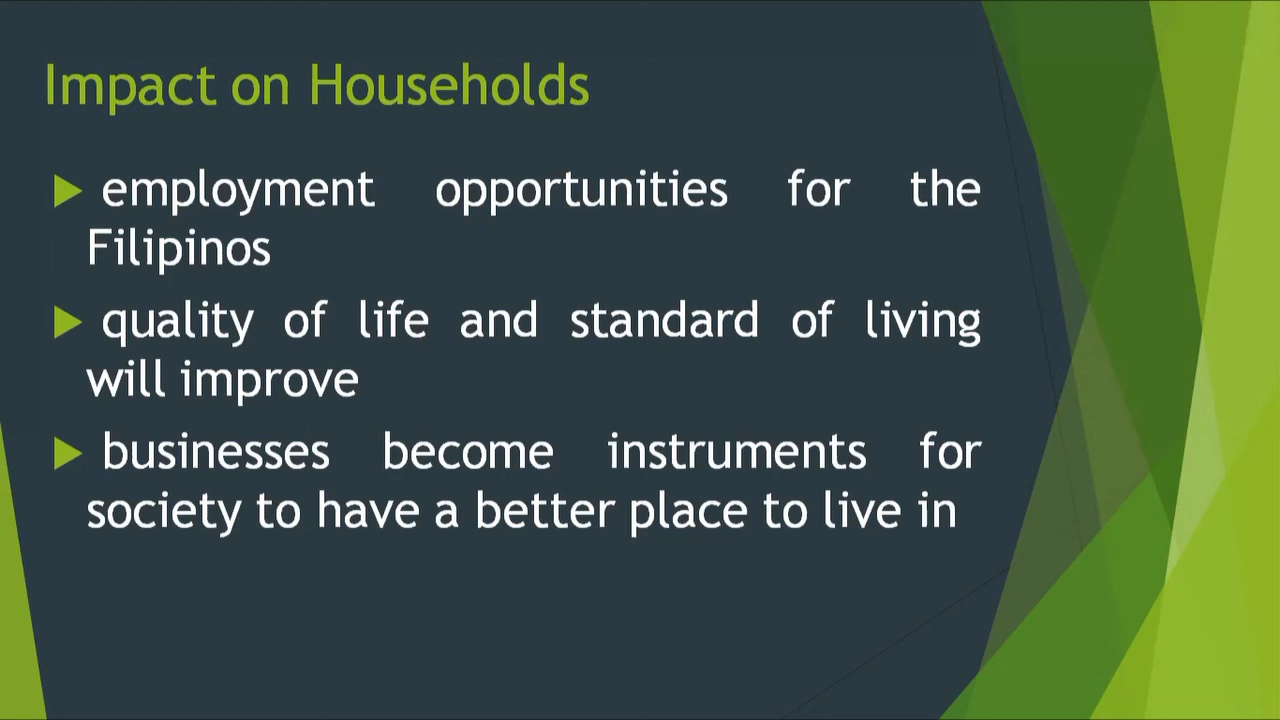 Impact on Households
employment opportunities for the
Filipinos
quality of life and standard of living
will improve
businesses become instruments for
society to have a better place to live in